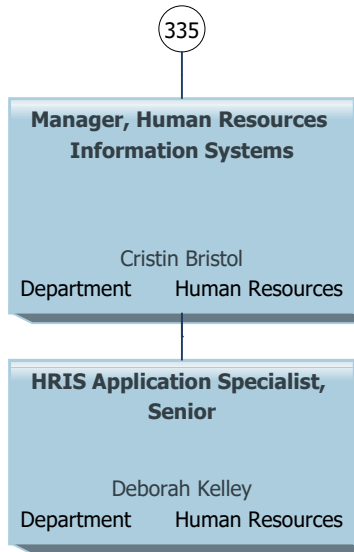 335
Manager, Human Resources
Information Systems
Cristin Bristol
Department Human Resources
HRIS Application Specialist,
Senior
Deborah Kelley
Department Human Resources